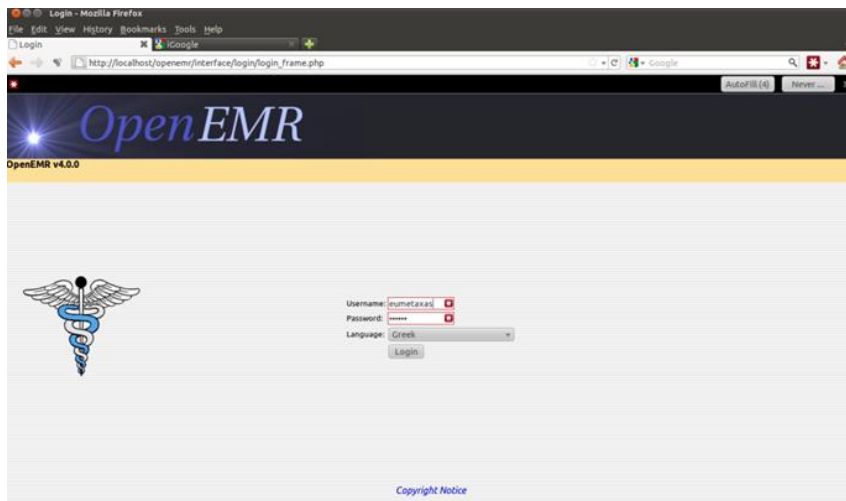 Login - Mozilla Firefox
File Edit View History Bookmarks Tools Help
Login iGoogle
http://localhost/openemr/interface/login/login_frame.php Google
AutoFill (4) Never ...
OpenEMR
OpenEMR v4.0.0
Username: eumetaxas
Password: ••••••
Language: Greek
Login
Copyright Notice